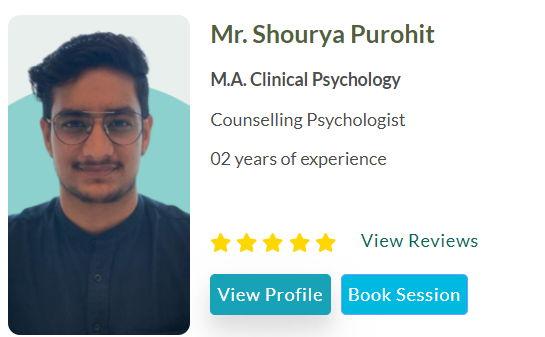 Mr. Shourya Purohit
M.A. Clinical Psychology
Counselling Psychologist
02 years of experience
View Reviews
View Profile Book Session